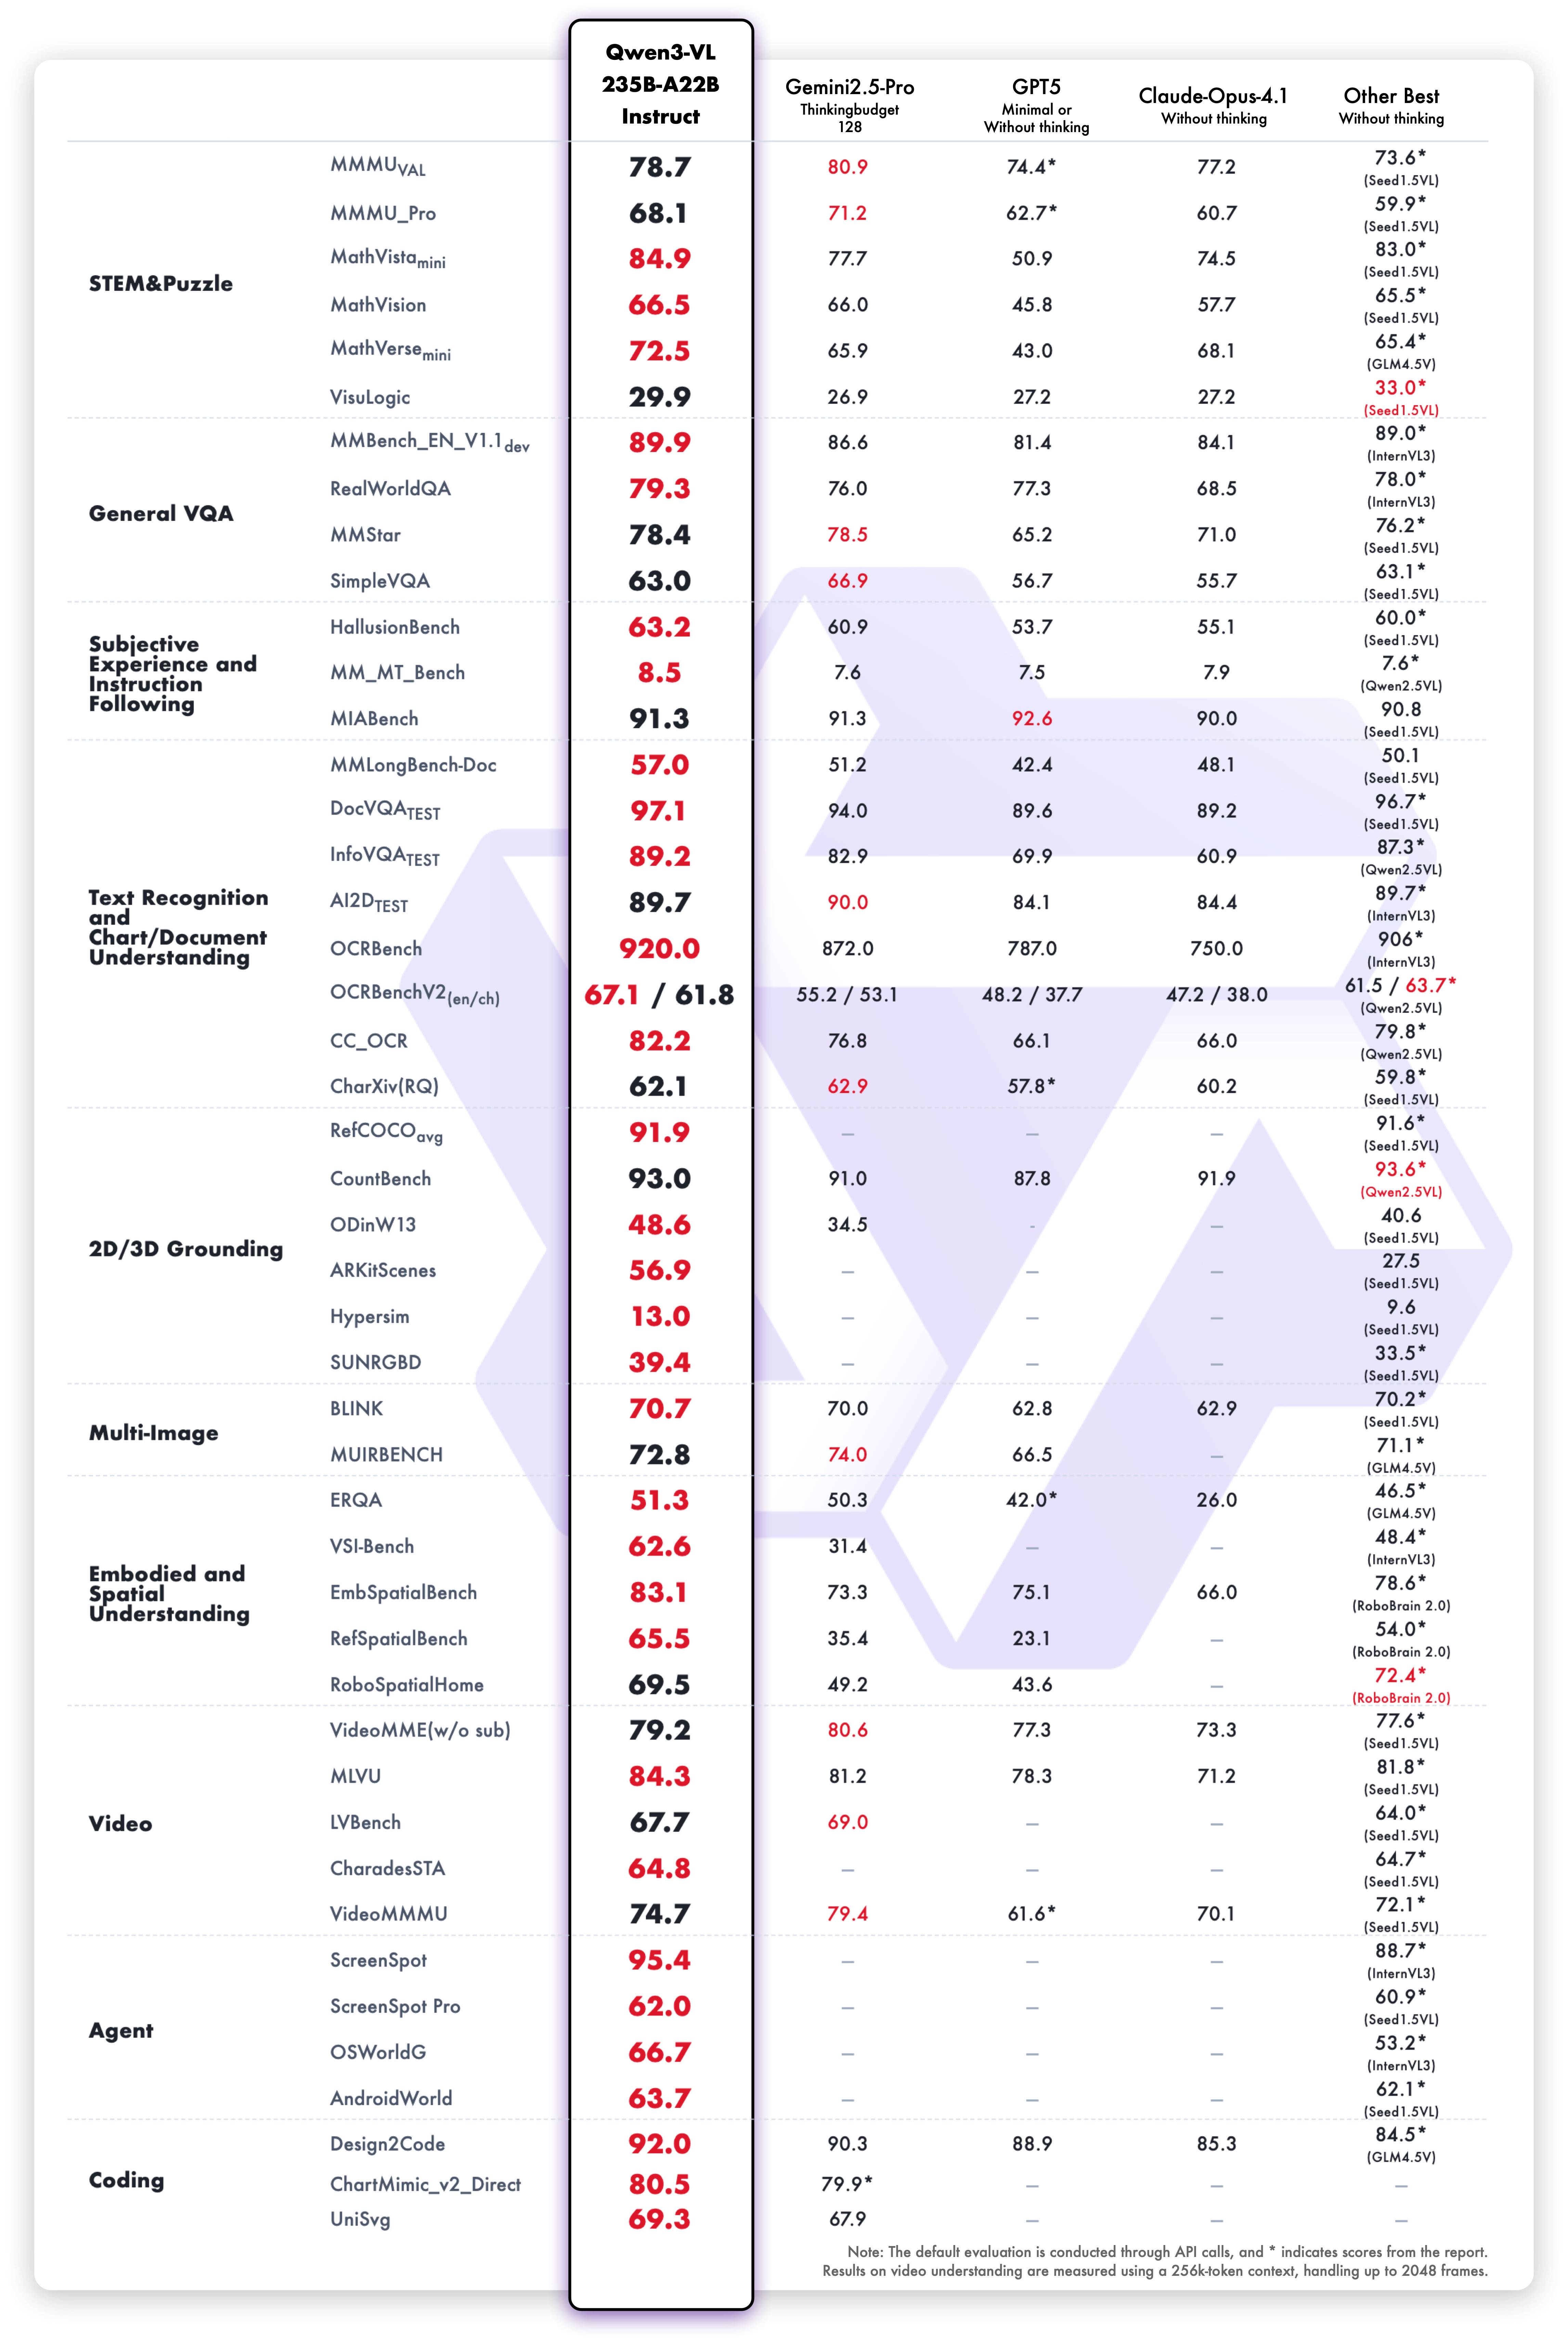 Qwen3-VL
235B-A22B
Instruct
Gemini2.5-Pro
Thinkingbudget
128
GPT5
Minimal or
Without thinking
Claude-Opus-4.1
Without thinking
Other Best
Without thinking
STEM&Puzzle
MMMU VAL 78.7 80.9 74.4* 77.2 73.6*
(Seed1.5VL)
MMMU_Pro 68.1 71.2 62.7* 60.7 59.9*
(Seed1.5VL)
MathVista mini 84.9 77.7 50.9 74.5 83.0*
(Seed1.5VL)
MathVision 66.5 66.0 45.8 57.7 65.5*
(Seed1.5VL)
MathVerse mini 72.5 65.9 43.0 68.1 65.4*
(GLM4.5V)
VisuLogic 29.9 26.9 27.2 27.2 33.0*
(Seed1.5VL)
General VQA
MMBench_EN_V1.1 dev 89.9 86.6 81.4 84.1 89.0*
(InternVL3)
RealWorldQA 79.3 76.0 77.3 68.5 78.0*
(InternVL3)
MMStar 78.4 78.5 65.2 71.0 76.2*
(Seed1.5VL)
SimpleVQA 63.0 66.9 56.7 55.7 63.1*
(Seed1.5VL)
Subjective
Experience and
Instruction
Following
HallusionBench 63.2 60.9 53.7 55.1 60.0*
(Seed1.5VL)
MM_MT_Bench 8.5 7.6 7.5 7.9 7.6*
(Qwen2.5VL)
MIABench 91.3 91.3 92.6 90.0 90.8
(Seed1.5VL)
Text Recognition
and
Chart/Document
Understanding
MMLongBench-Doc 57.0 51.2 42.4 48.1 50.1
(Seed1.5VL)
DocVQA TEST 97.1 94.0 89.6 89.2 96.7*
(Seed1.5VL)
InfoVQA TEST 89.2 82.9 69.9 60.9 87.3*
(Qwen2.5VL)
AI2D TEST 89.7 90.0 84.1 84.4 89.7*
(InternVL3)
OCRBench 920.0 872.0 787.0 750.0 906*
(InternVL3)
OCRBenchV2 (en/ch) 67.1 / 61.8 55.2 / 53.1 48.2 / 37.7 47.2 / 38.0 61.5 / 63.7*
(Qwen2.5VL)
CC_OCR 82.2 76.8 66.1 66.0 79.8*
(Qwen2.5VL)
CharXiv(RQ) 62.1 62.9 57.8* 60.2 59.8*
(Seed1.5VL)
2D/3D Grounding
RefCOCO avg 91.9 – – – 91.6*
(Seed1.5VL)
CountBench 93.0 91.0 87.8 91.9 93.6*
(Qwen2.5VL)
ODinW13 48.6 34.5 - – 40.6
(Seed1.5VL)
ARKitScenes 56.9 – – – 27.5
(Seed1.5VL)
Hypersim 13.0 – – – 9.6
(Seed1.5VL)
SUNRGBD 39.4 – – – 33.5*
(Seed1.5VL)
Multi-Image
BLINK 70.7 70.0 62.8 62.9 70.2*
(Seed1.5VL)
MUIRBENCH 72.8 74.0 66.5 – 71.1*
(GLM4.5V)
Embodied and
Spatial
Understanding
ERQA 51.3 50.3 42.0* 26.0 46.5*
(GLM4.5V)
VSI-Bench 62.6 31.4 – – 48.4*
(InternVL3)
EmbSpatialBench 83.1 73.3 75.1 66.0 78.6*
(RoboBrain 2.0)
RefSpatialBench 65.5 35.4 23.1 – 54.0*
(RoboBrain 2.0)
RoboSpatialHome 69.5 49.2 43.6 – 72.4*
(RoboBrain 2.0)
Video
VideoMME(w/o sub) 79.2 80.6 77.3 73.3 77.6*
(Seed1.5VL)
MLVU 84.3 81.2 78.3 71.2 81.8*
(Seed1.5VL)
LVBench 67.7 69.0 – – 64.0*
(Seed1.5VL)
CharadesSTA 64.8 – – – 64.7*
(Seed1.5VL)
VideoMMMU 74.7 79.4 61.6* 70.1 72.1*
(Seed1.5VL)
Agent
ScreenSpot 95.4 – – – 88.7*
(InternVL3)
ScreenSpot Pro 62.0 – – – 60.9*
(Seed1.5VL)
OSWorldG 66.7 – – – 53.2*
(InternVL3)
AndroidWorld 63.7 – – – 62.1*
(Seed1.5VL)
Coding
Design2Code 92.0 90.3 88.9 85.3 84.5*
(GLM4.5V)
ChartMimic_v2_Direct 80.5 79.9* – – –
UniSvg 69.3 67.9 – – –
Note: The default evaluation is conducted through API calls, and * indicates scores from the report.
Results on video understanding are measured using a 256k-token context, handling up to 2048 frames.